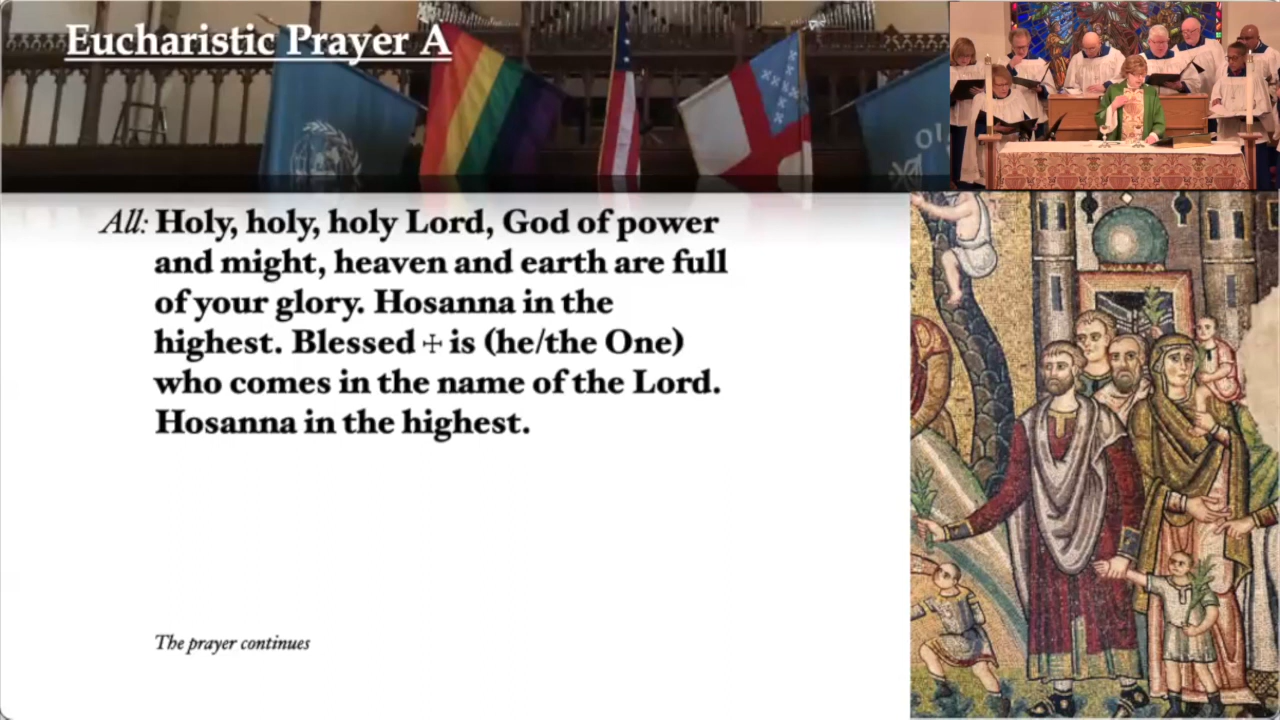 Eucharistic Prayer A
All: Holy, holy, holy Lord, God of power
and might, heaven and earth are full
of your glory. Hosanna in the
highest. Blessed ☩ is (he/the One)
who comes in the name of the Lord.
Hosanna in the highest.
The prayer continues